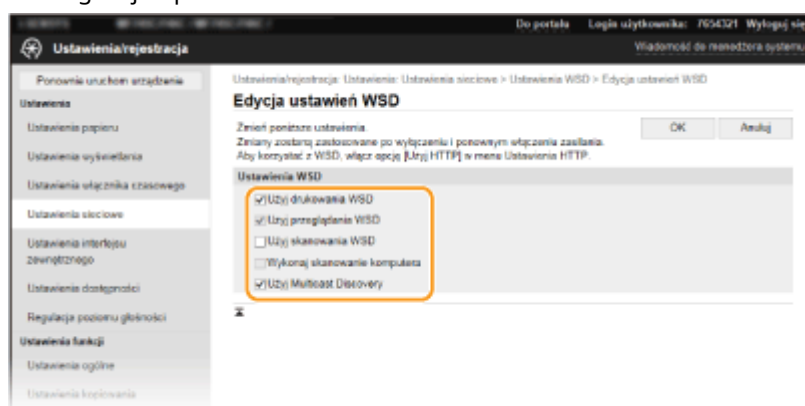 Do portalu Login użytkownika: 7654321 Wyloguj się
Ustawienia/rejestracja
Wiadomość do menedżera systemu
Ponownie uruchom urządzenie
Ustawienia/rejestracja: Ustawienia: Ustawienia sieciowe > Ustawienia WSD > Edycja ustawień WSD
Ustawienia
Edycja ustawień WSD
Ustawienia papieru
Zmień poniższe ustawienia.
OK
Anuluj
Zmiany zostaną zastosowane po wyłączeniu i ponownym włączeniu zasilania.
Aby korzystać z WSD, włącz opcję [Użyj HTTP] w menu Ustawienia HTTP.
Ustawienia wyświetlania
Ustawienia WSD
Ustawienia włącznika czasowego
Użyj drukowania WSD
Użyj przeglądania WSD
Ustawienia sieciowe
Użyj skanowania WSD
Ustawienia interfejsu
zewnętrznego
Wykonaj skanowanie komputera
Użyj Multicast Discovery
Ustawienia dostępności
Regulacja poziomu głośności
Ustawienia funkcji
Ustawienia ogólne
Ustawienia kopiowania